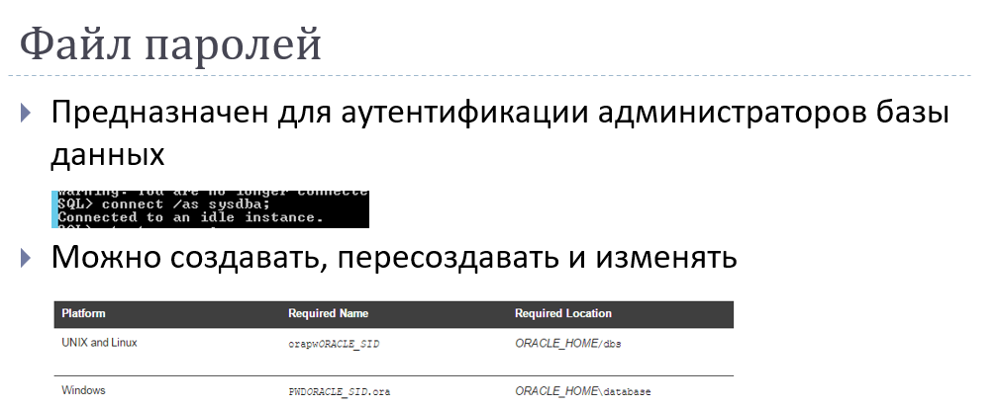 Файл паролей
Предназначен для аутентификации администраторов базы
данных
warning: You are no longer connecte
SQL> connect /as sysdba;
Connected to an idle instance.
Можно создавать, пересоздавать и изменять
Platform Required Name Required Location
UNIX and Linux orapwORACLE_SID ORACLE_HOME/dbs
Windows PWDORACLE_SID.ora ORACLE_HOME\database